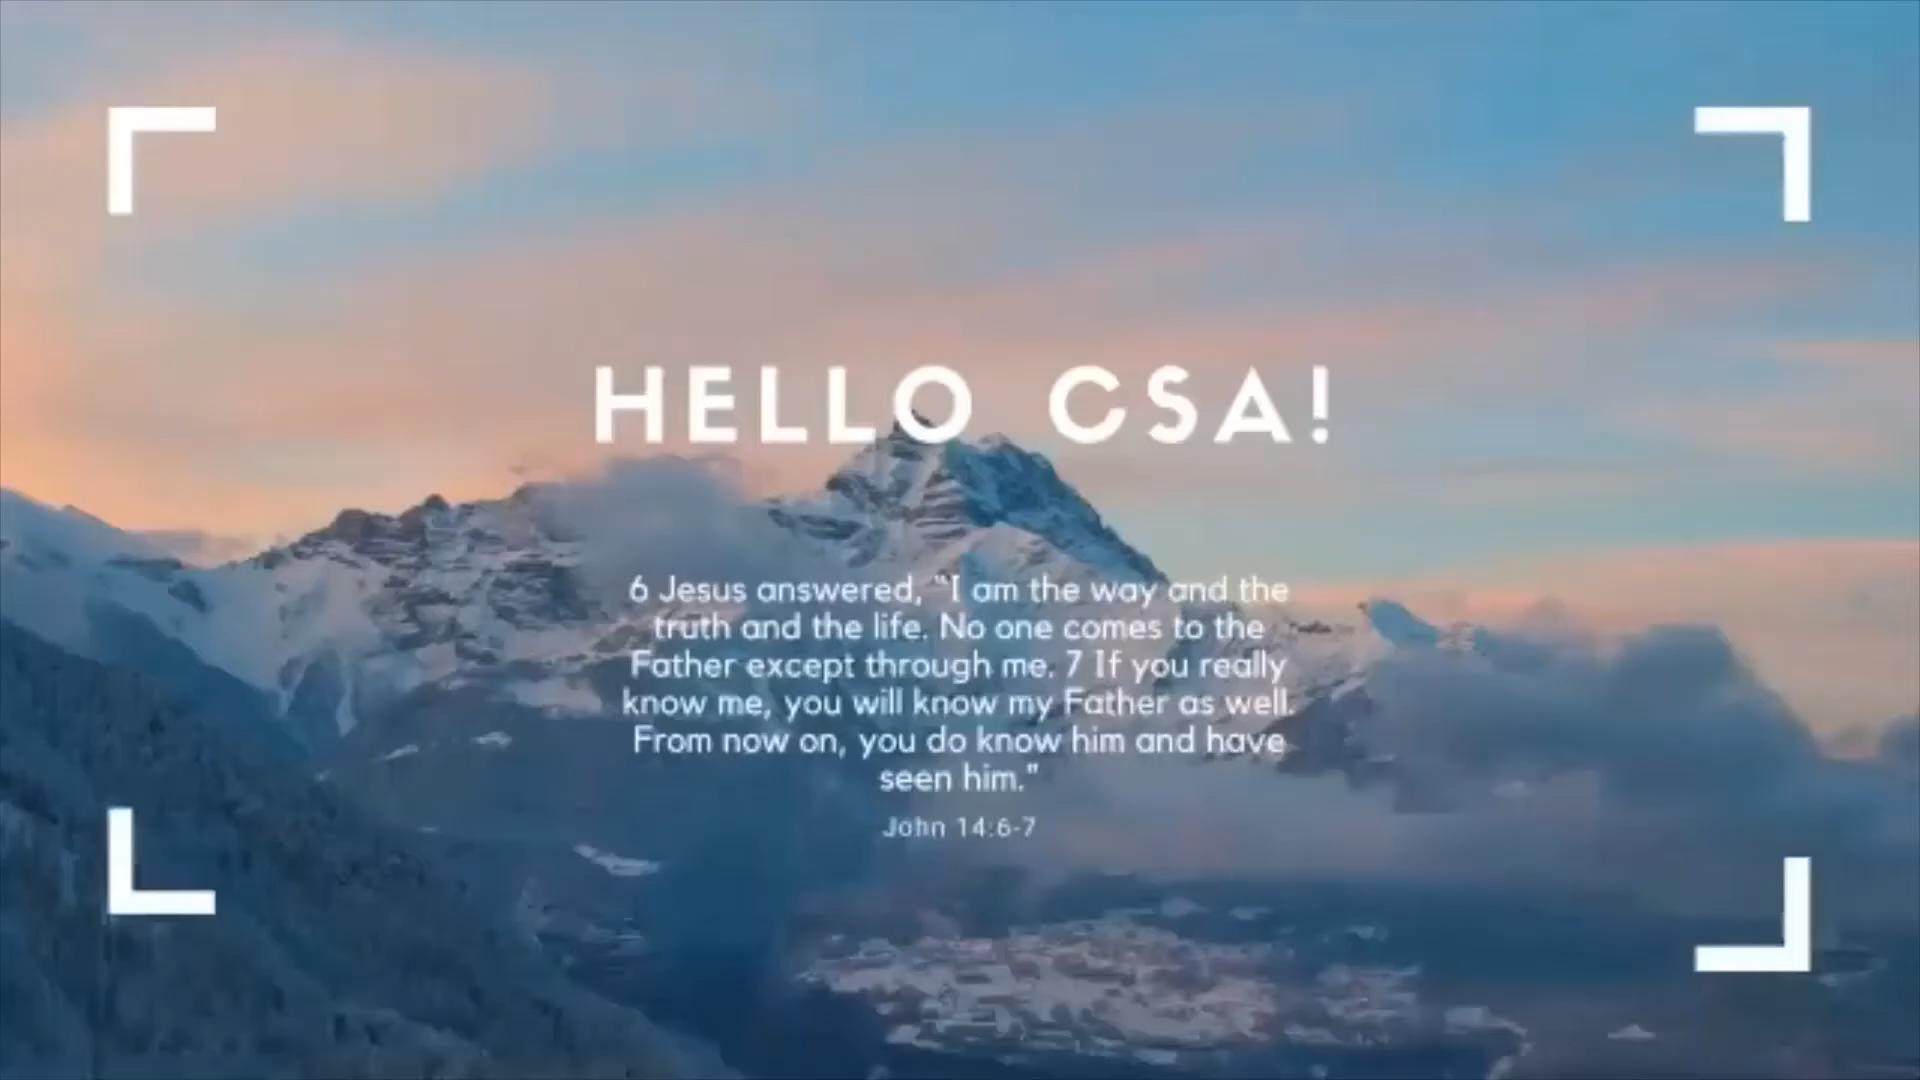 HELLO CSA!
6 Jesus answered, “I am the way and the
truth and the life. No one comes to the
Father except through me. 7 If you really
know me, you will know my Father as well.
From now on, you do know him and have
seen him.”
John 14:6-7